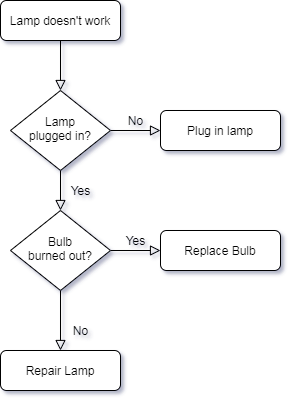 Lamp doesn't work
Lamp
plugged in?
No
Plug in lamp
Yes
Bulb
burned out?
Yes
Replace Bulb
No
Repair Lamp